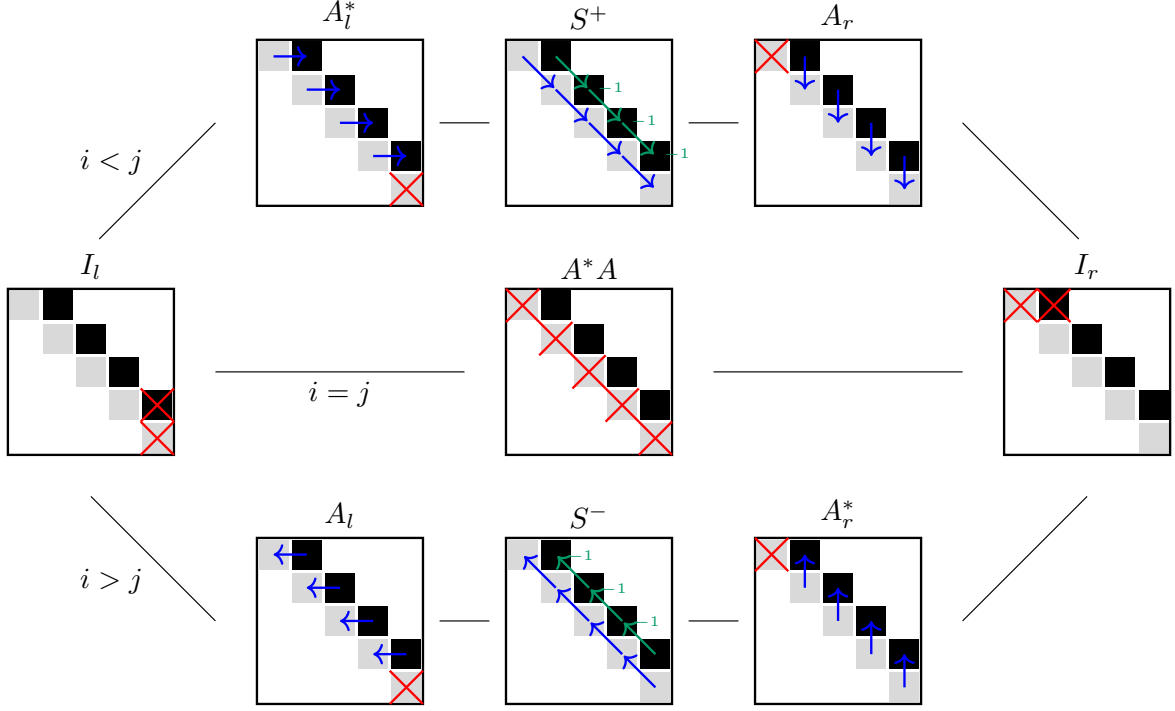 $A_l^*$ $S^+$ $A_r$
−1
−1
−1
$i < j$
$I_l$ $A^*A$ $I_r$
$i = j$
$A_l$ $S^-$ $A_r^*$
−1
$i > j$
−1
−1